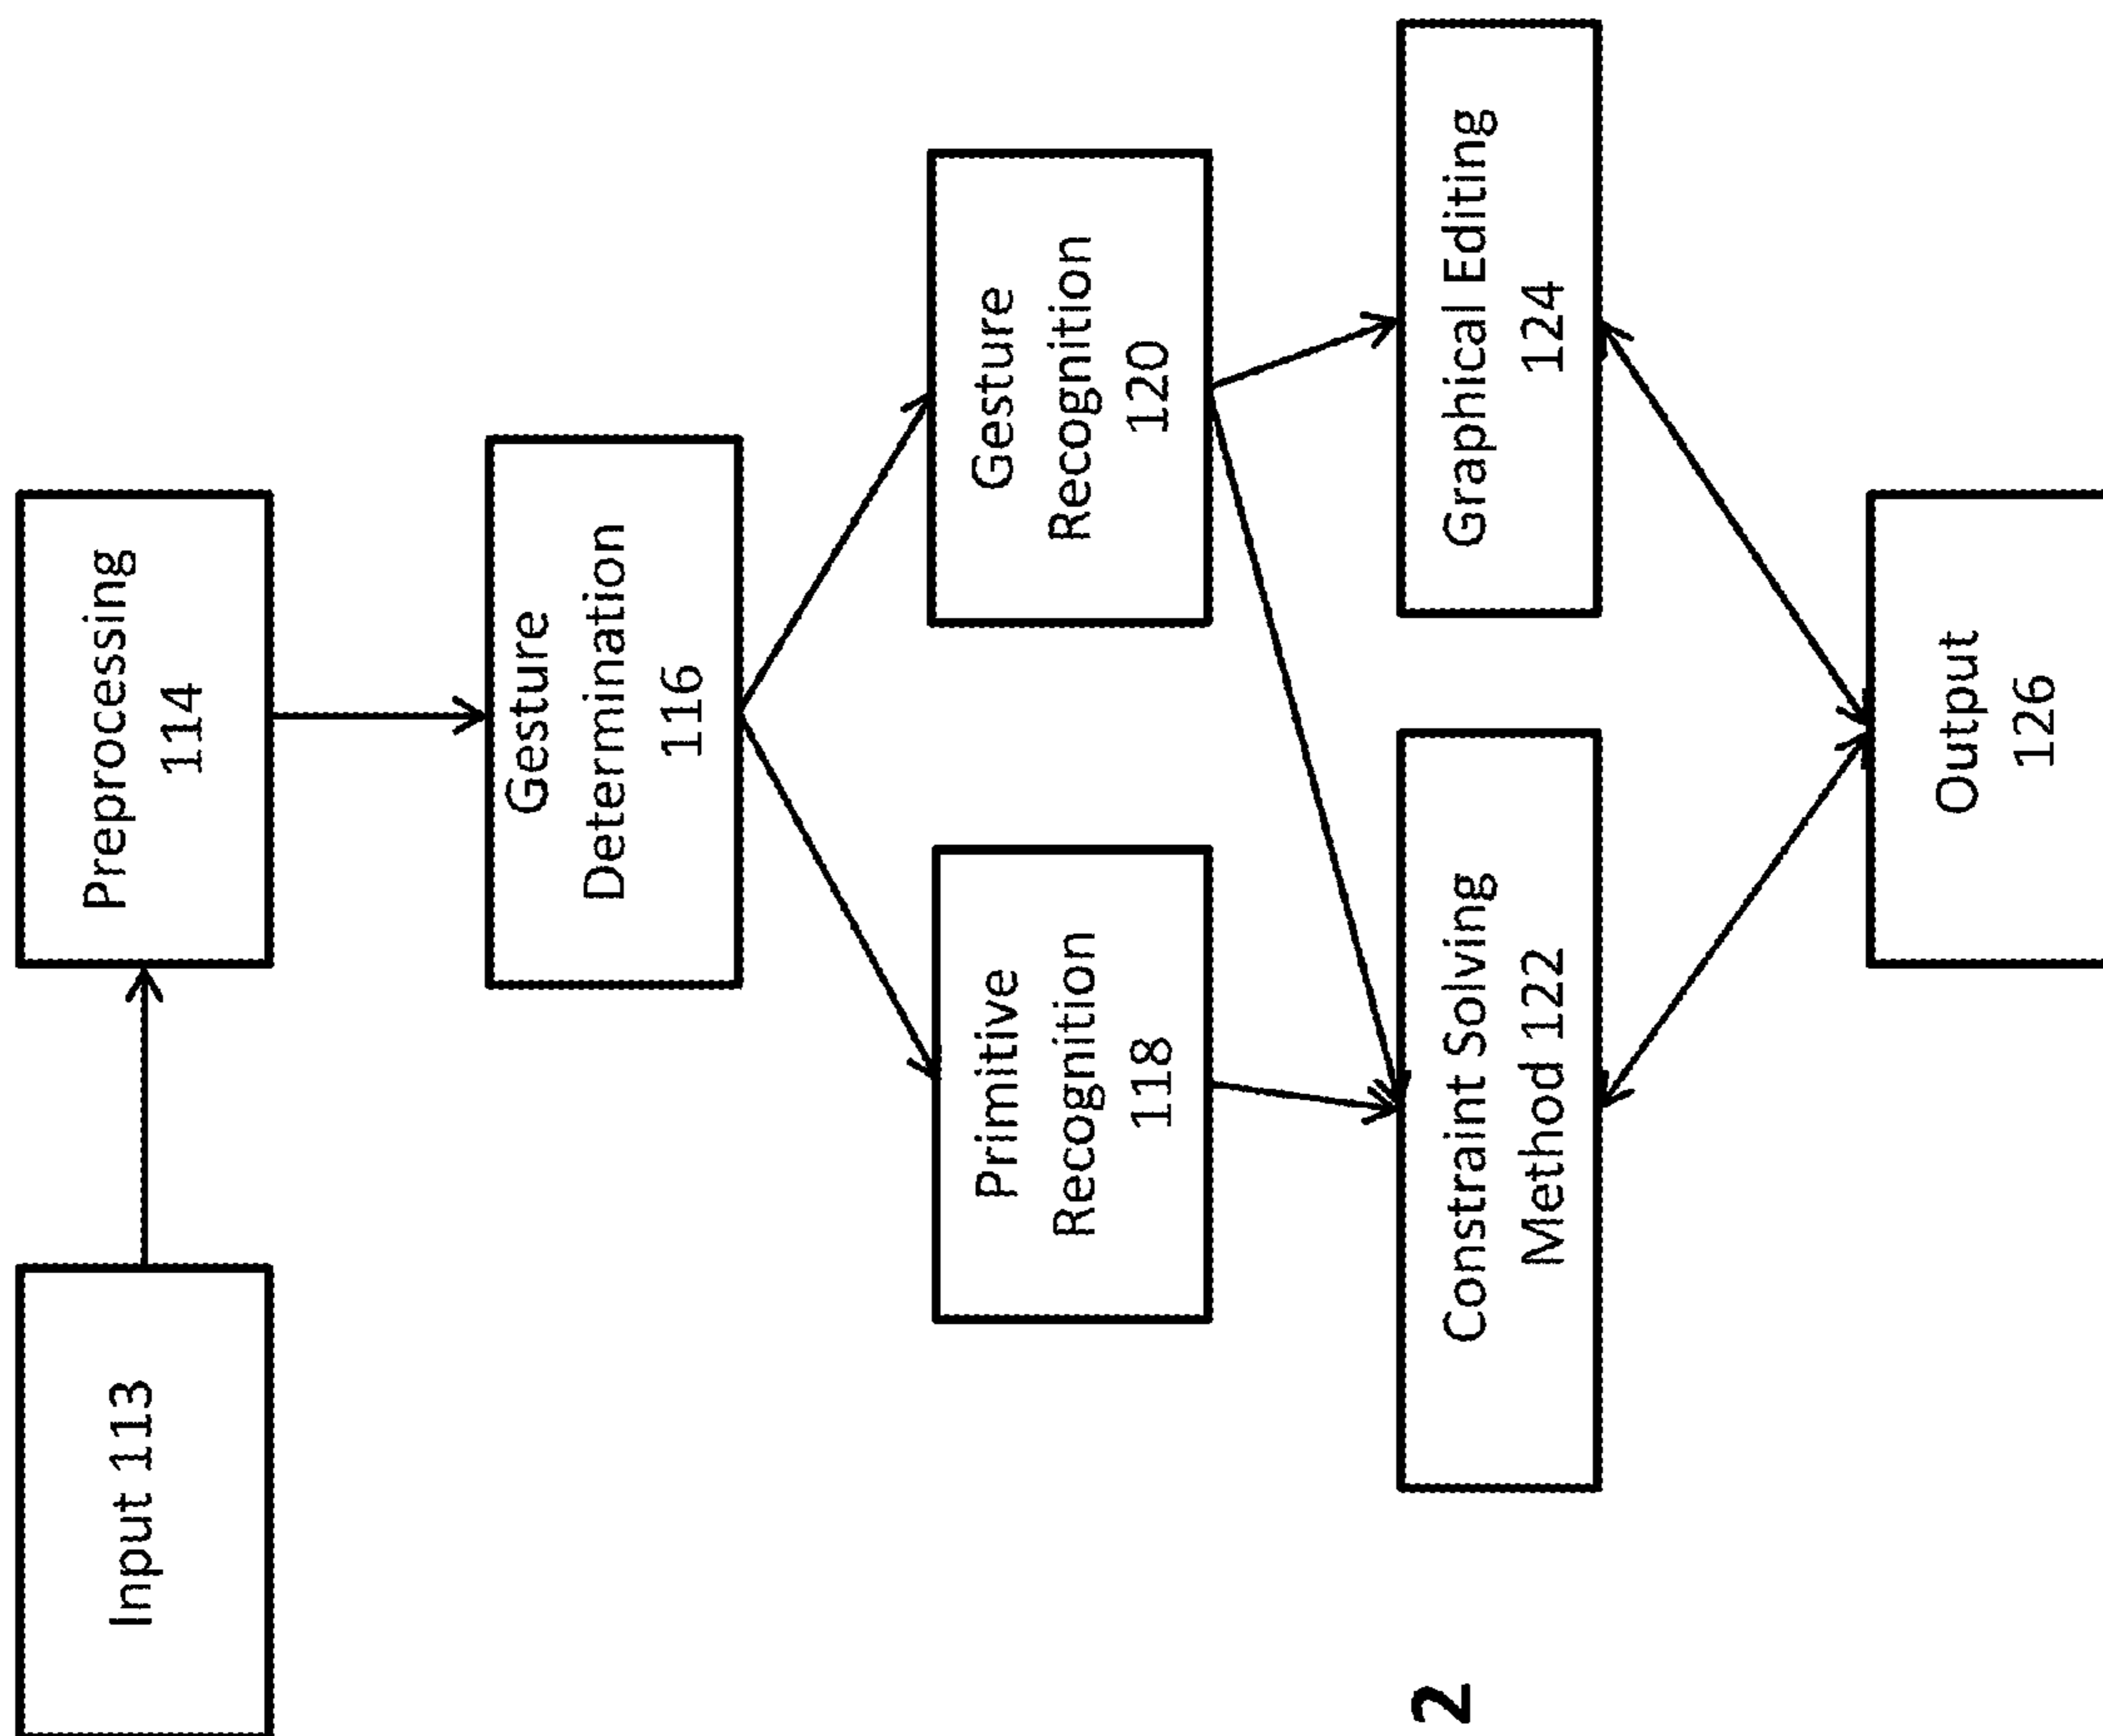 Input 113
Preprocessing
114
Gesture
Determination
116
Primitive
Recognition
118
Gesture
Recognition
120
Constraint Solving
Method 122
Graphical Editing
124
Output
126
2